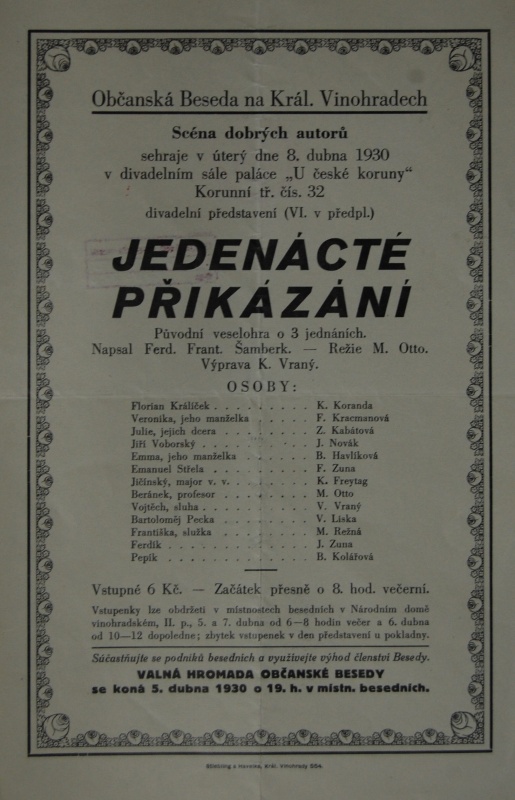 Občanská Beseda na Král. Vinohradech
Scéna dobrých autorů
sehraje v úterý dne 8. dubna 1930
v divadelním sále paláce „U české koruny“
Korunní tř. čís. 32
divadelní představení (VI. v předpl.)
JEDENÁCTÉ
PŘIKÁZÁNÍ
Původní veselohra o 3 jednáních.
Napsal Ferd. Frant. Šamberk. — Režie M. Otto.
Výprava K. Vraný.
OSOBY:
Florian Králíček . . . . . . . . . K. Koranda
Veronika, jeho manželka . . . . F. Kracmanová
Julie, jejich dcera . . . . . . . . Z. Kabátová
Jiří Voborský . . . . . . . . . . J. Novák
Emma, jeho manželka . . . . . B. Havlíková
Emanuel Střela . . . . . . . . . F. Zuna
Jičínský, major v. v. . . . . . . . K. Freytag
Beránek, profesor . . . . . . . . M. Otto
Vojtěch, sluha . . . . . . . . . . V. Vraný
Bartoloměj Pecka . . . . . . . . V. Liska
Františka, služka . . . . . . . . M. Režná
Ferdík . . . . . . . . . . . . . J. Zuna
Pepík . . . . . . . . . . . . . . B. Kolářová
Vstupné 6 Kč. — Začátek přesně o 8. hod. večerní.
Vstupenky lze obdržeti v místnostech besedních v Národním domě
vinohradském, II. p., 5. a 7. dubna od 6—8 hodin večer a 6. dubna
od 10—12 dopoledne; zbytek vstupenek v den představení u pokladny.
Súčastňujte se podniků besedních a využívejte výhod členství Besedy.
VALNÁ HROMADA OBČANSKÉ BESEDY
se koná 5. dubna 1930 o 19. h. v místn. besedních.
Král. Vinohrady 554.